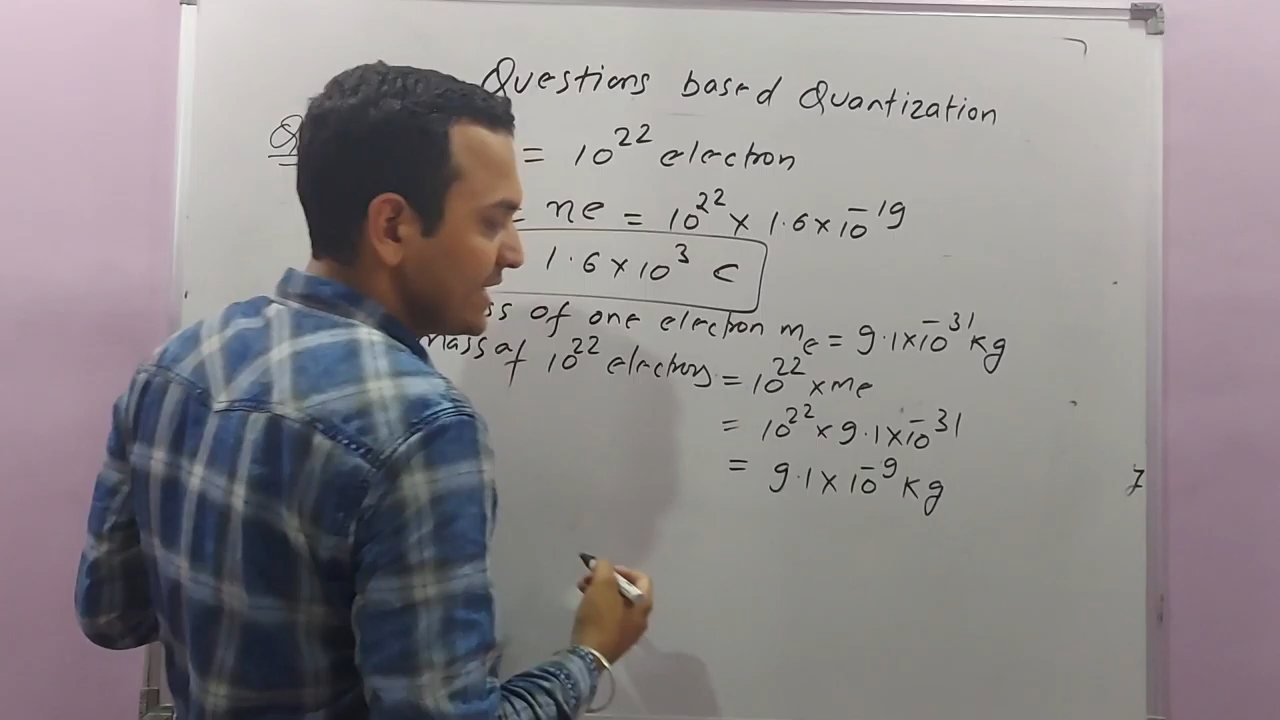 Questions based Quantization
Q = 10²² electron
= ne = 10²² × 1.6 × 10⁻¹⁹
1.6 × 10³ C
ss of one electron mₑ = 9.1 × 10⁻³¹ kg
Mass of 10²² electrons = 10²² × me
= 10²² × 9.1 × 10⁻³¹
= 9.1 × 10⁻⁹ kg
7